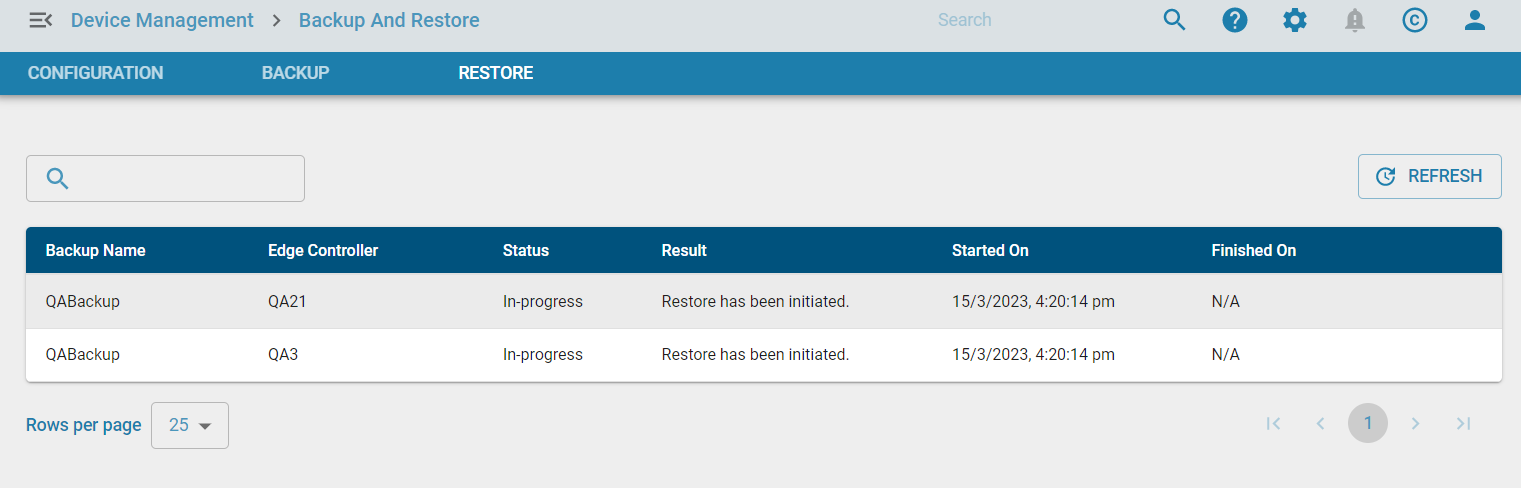 Device Management > Backup And Restore Search
CONFIGURATION BACKUP RESTORE
REFRESH
Backup Name Edge Controller Status Result Started On Finished On
QABackup QA21 In-progress Restore has been initiated. 15/3/2023, 4:20:14 pm N/A
QABackup QA3 In-progress Restore has been initiated. 15/3/2023, 4:20:14 pm N/A
Rows per page 25 1